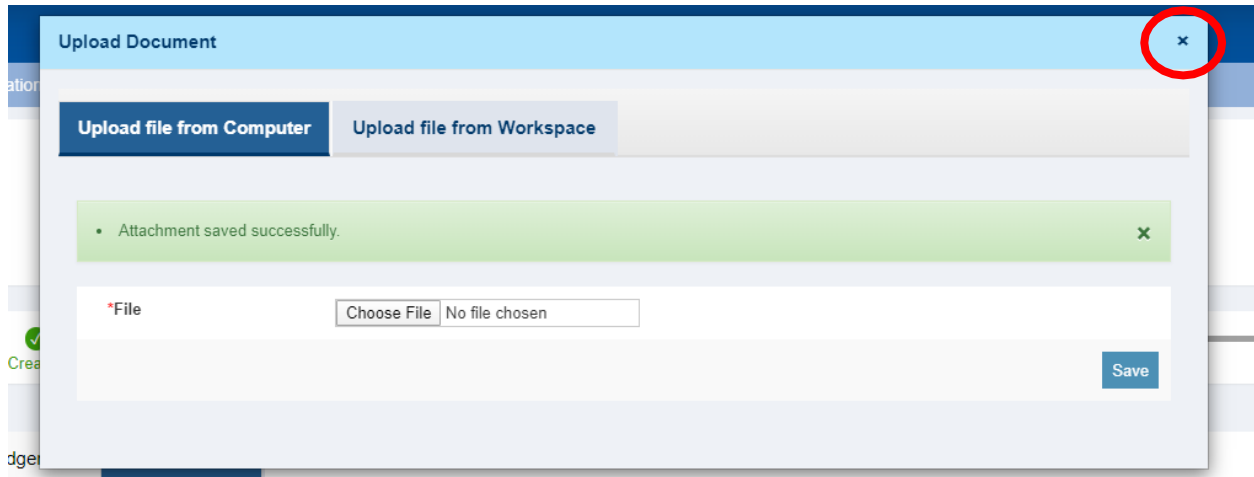 Upload Document ×
ation
Upload file from Computer Upload file from Workspace
• Attachment saved successfully. ×
*File Choose File No file chosen
Crea
Save
dger